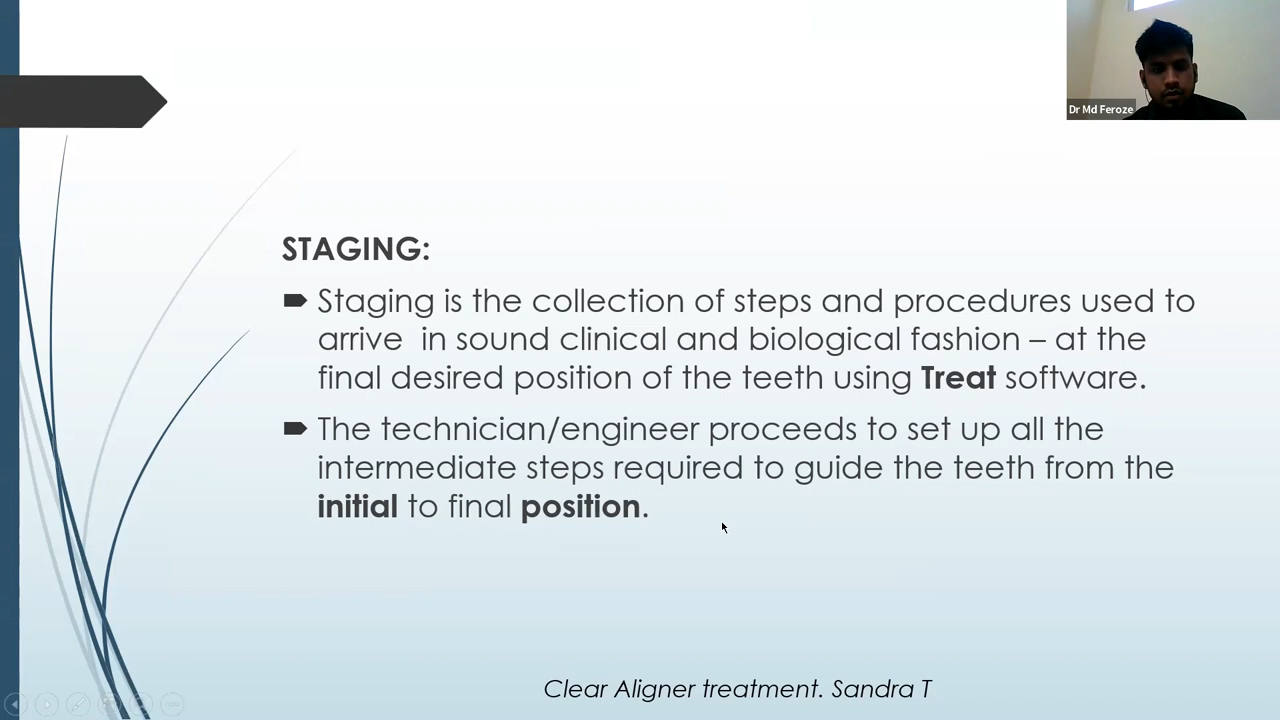 Dr Md Feroze
STAGING:
Staging is the collection of steps and procedures used to
arrive in sound clinical and biological fashion – at the
final desired position of the teeth using Treat software.
The technician/engineer proceeds to set up all the
intermediate steps required to guide the teeth from the
initial to final position.
Clear Aligner treatment. Sandra T